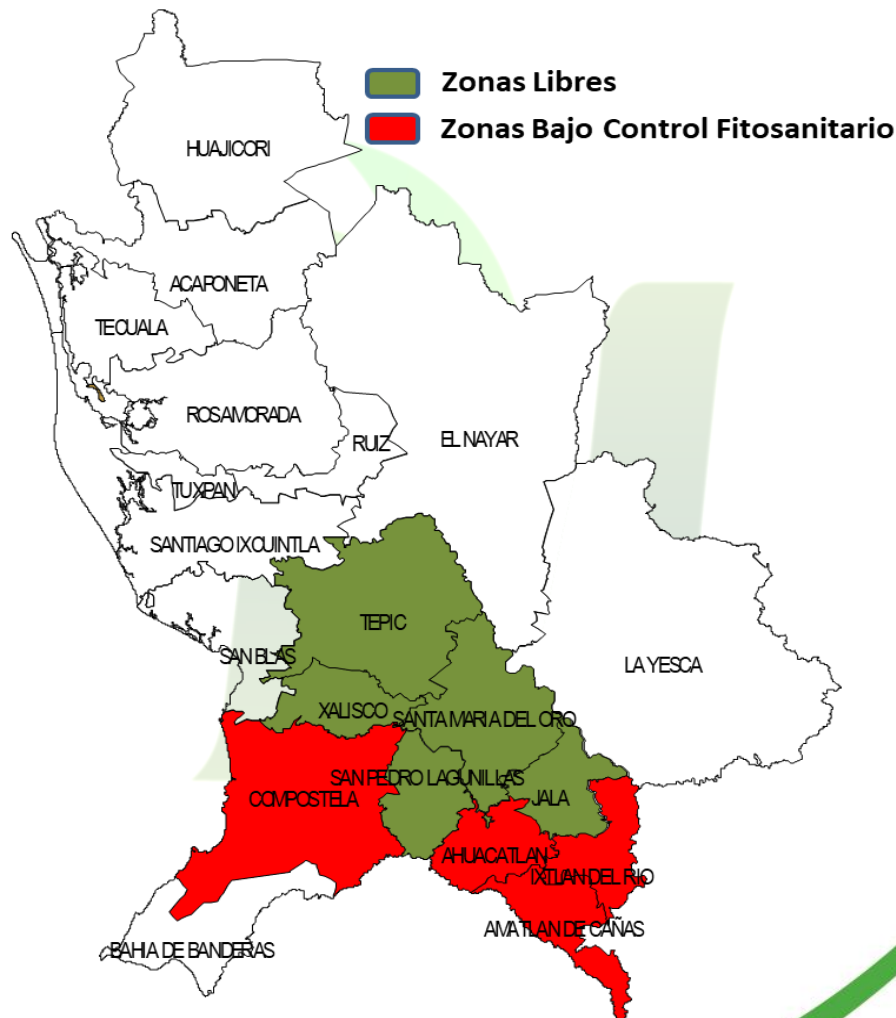 Zonas Libres
Zonas Bajo Control Fitosanitario
HUAJICORI
ACAPONETA
TECUALA
ROSAMORADA
RUIZ
EL NAYAR
TUXPAN
SANTIAGO IXCUINTLA
TEPIC
SAN BLAS
LA YESCA
XALISCO
SANTA MARIA DEL ORO
SAN PEDRO LAGUNILLAS
COMPOSTELA
JALA
AHUACATLAN
IXTLAN DEL RIO
AMATLAN DE CAÑAS
BAHIA DE BANDERAS